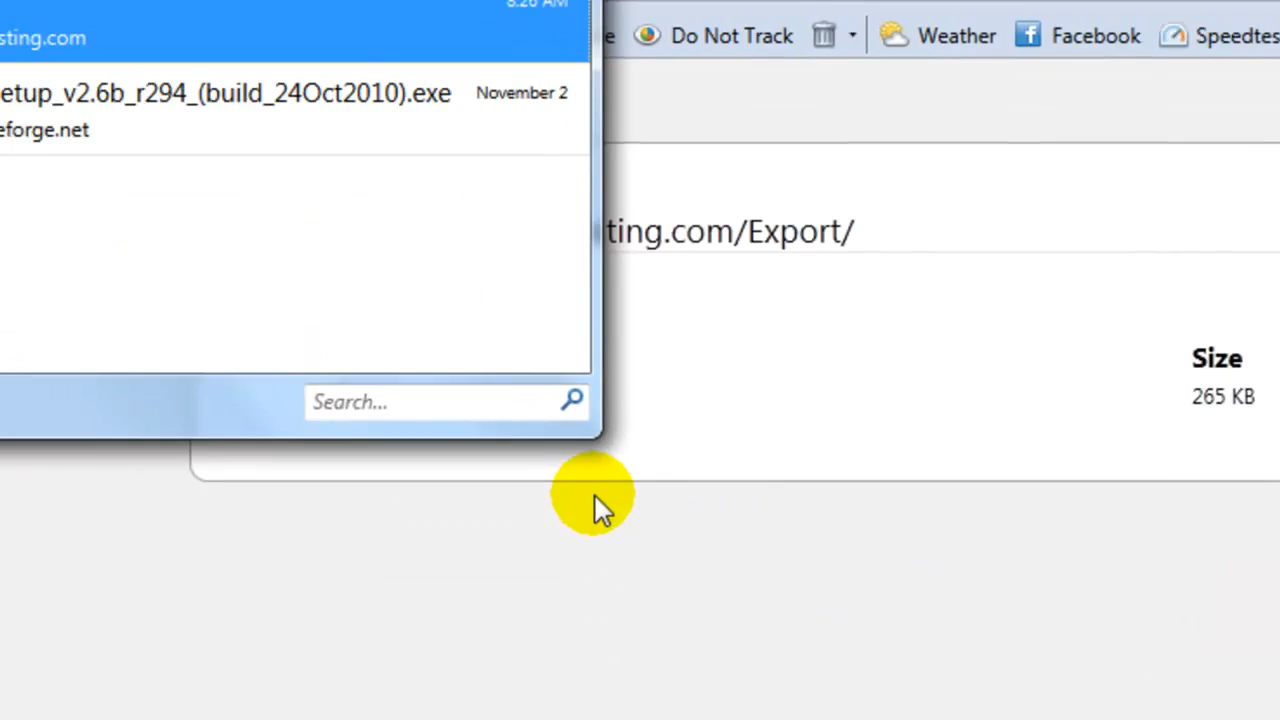 8:26 AM
sting.com
e Do Not Track Weather Facebook Speedtes
etup_v2.6b_r294_(build_24Oct2010).exe November 2
eforge.net
ting.com/Export/
Size
265 KB
Search...